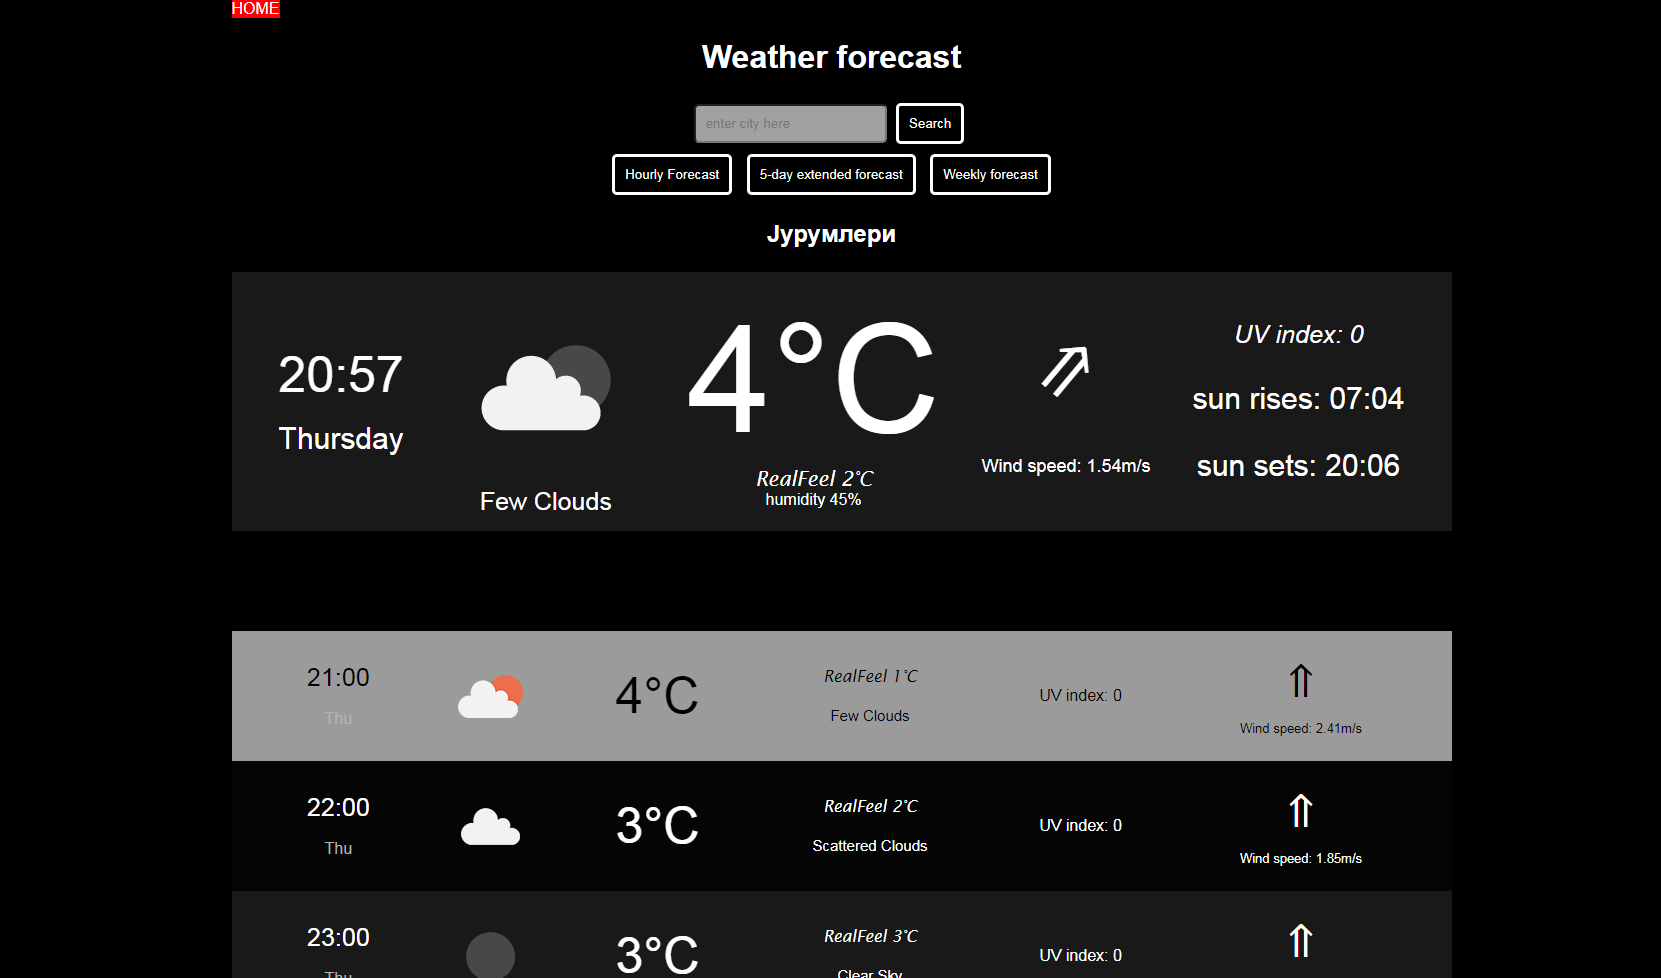 HOME
Weather forecast
enter city here
Search
Hourly Forecast
5-day extended forecast
Weekly forecast
Јурумлери
20:57
Thursday
Few Clouds
4°C
RealFeel 2°C
humidity 45%
⇗
Wind speed: 1.54m/s
UV index: 0
sun rises: 07:04
sun sets: 20:06
21:00
Thu
4°C
RealFeel 1°C
Few Clouds
UV index: 0
⇑
Wind speed: 2.41m/s
22:00
Thu
3°C
RealFeel 2°C
Scattered Clouds
UV index: 0
⇑
Wind speed: 1.85m/s
23:00
Thu
3°C
RealFeel 3°C
Clear Sky
UV index: 0
⇑